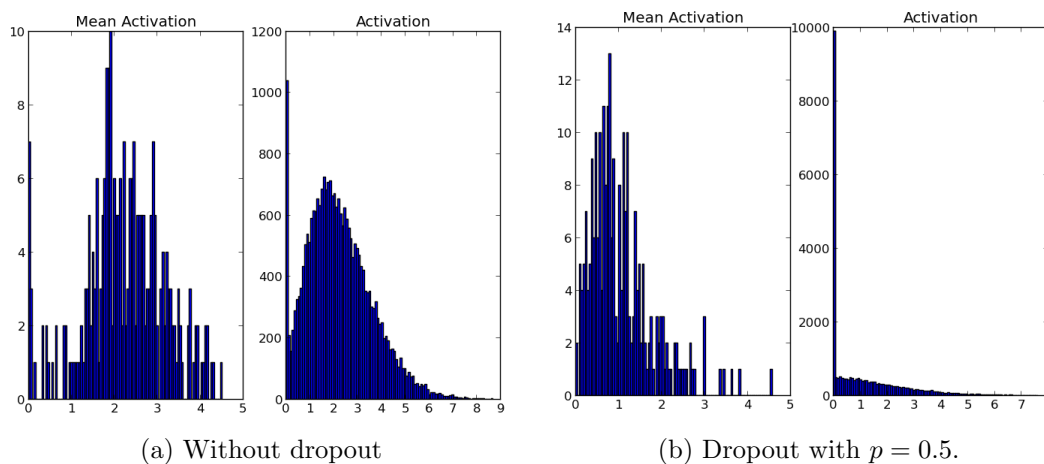 Mean Activation
10
8
6
4
2
0
0 1 2 3 4 5
Activation
1200
1000
800
600
400
200
0
0 1 2 3 4 5 6 7 8 9
Mean Activation
14
12
10
8
6
4
2
0
0 1 2 3 4 5
Activation
10000
8000
6000
4000
2000
0
0 1 2 3 4 5 6 7
(a) Without dropout
(b) Dropout with p = 0.5.